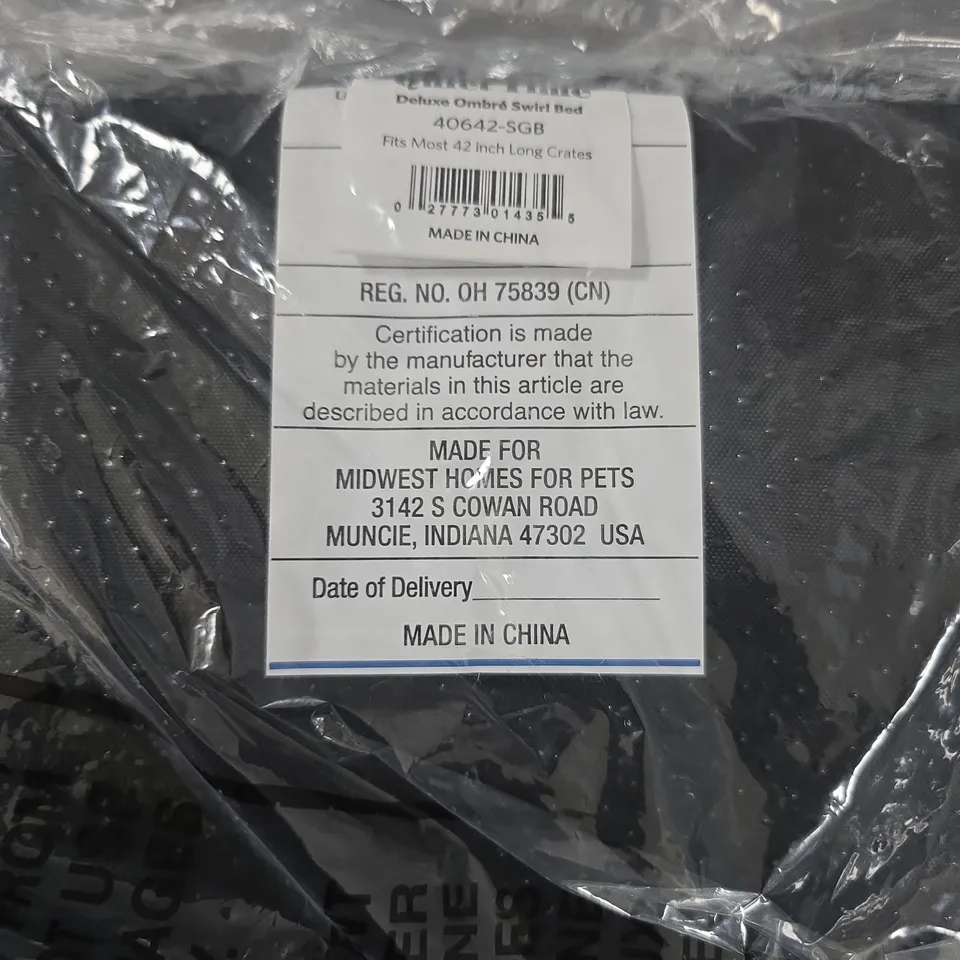 Deluxe Ombré Swirl Bed
40642-SGB
Fits Most 42 inch Long Crates
0 27773 01435 5
MADE IN CHINA
REG. NO. OH 75839 (CN)
Certification is made
by the manufacturer that the
materials in this article are
described in accordance with law.
MADE FOR
MIDWEST HOMES FOR PETS
3142 S COWAN ROAD
MUNCIE, INDIANA 47302 USA
Date of Delivery
MADE IN CHINA